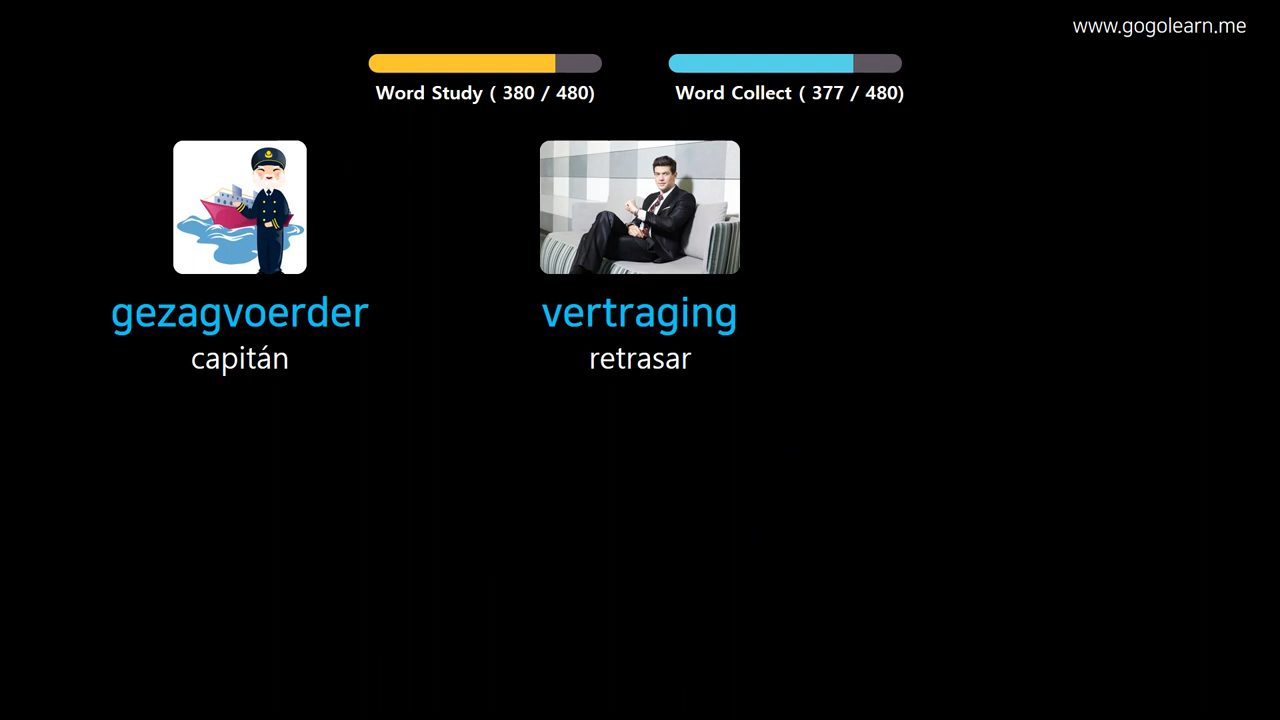 www.gogolearn.me
Word Study ( 380 / 480)
Word Collect ( 377 / 480)
gezagvoerder
capitán
vertraging
retrasar